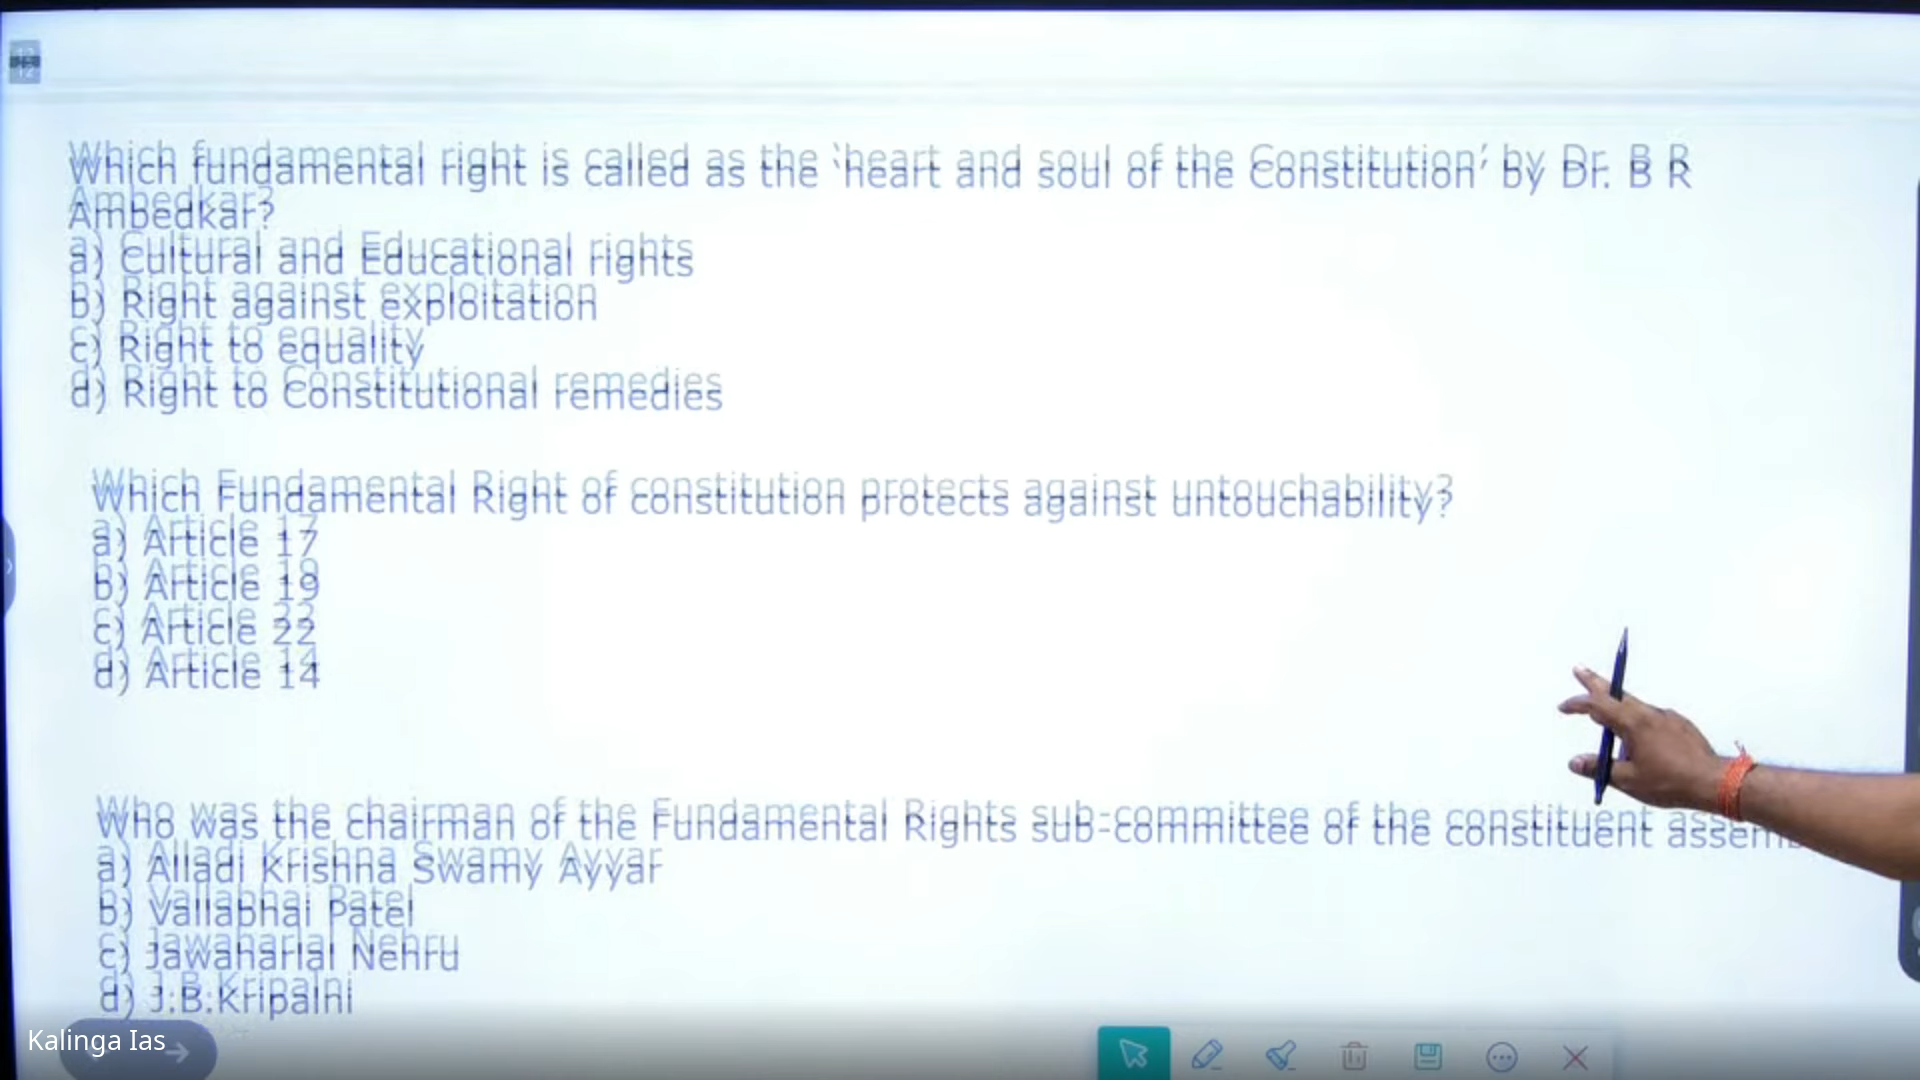 Which fundamental right is called as the 'heart and soul of the Constitution' by Dr. B R
Ambedkar?
a) Cultural and Educational rights
b) Right against exploitation
c) Right to equality
d) Right to Constitutional remedies
Which Fundamental Right of constitution protects against untouchability?
a) Article 17
b) Article 19
c) Article 22
d) Article 14
Who was the chairman of the Fundamental Rights sub-committee of the constituent
a) Alladi Krishna Swamy Ayyar
b) Vallabhai Patel
c) Jawaharlal Nehru
d) J.B.Kripalni
Kalinga Ias